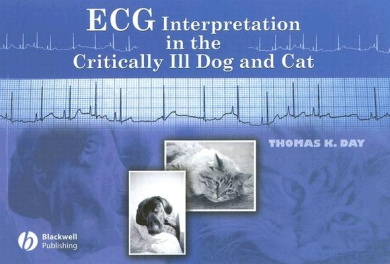 ECG Interpretation
in the
Critically Ill Dog and Cat
THOMAS K. DAY
b
Blackwell
Publishing